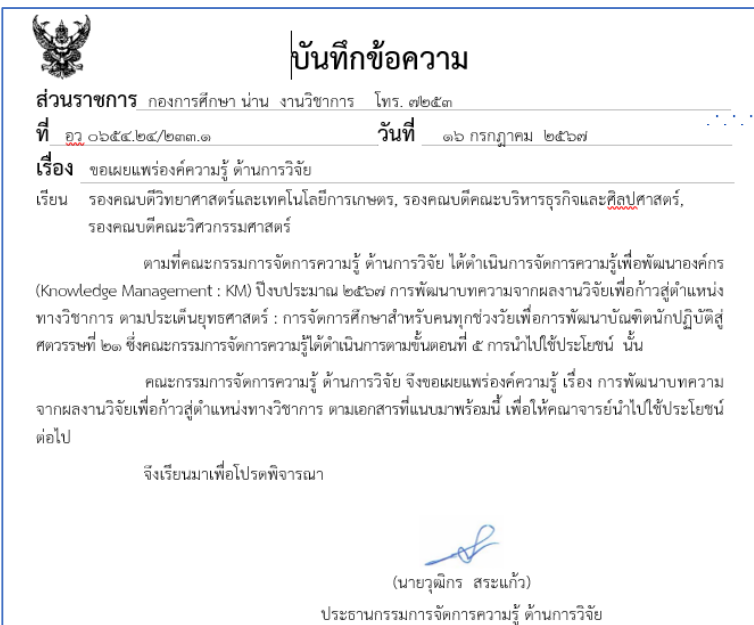 บันทึกข้อความ
ส่วนราชการ กองการศึกษา น่าน งานวิชาการ โทร. ๗๒๕๓
ที่ อว ๐๖๕๔.๒๔/๒๓๓.๑ วันที่ ๑๖ กรกฎาคม ๒๕๖๗
เรื่อง ขอเผยแพร่องค์ความรู้ ด้านการวิจัย
เรียน รองคณบดีวิทยาศาสตร์และเทคโนโลยีการเกษตร, รองคณบดีคณะบริหารธุรกิจและศิลปศาสตร์,
รองคณบดีคณะวิศวกรรมศาสตร์
ตามที่คณะกรรมการจัดการความรู้ ด้านการวิจัย ได้ดำเนินการจัดการความรู้เพื่อพัฒนาองค์กร
(Knowledge Management : KM) ปีงบประมาณ ๒๕๖๗ การพัฒนาบทความจากผลงานวิจัยเพื่อก้าวสู่ตำแหน่ง
ทางวิชาการ ตามประเด็นยุทธศาสตร์ : การจัดการศึกษาสำหรับคนทุกช่วงวัยเพื่อการพัฒนาบัณฑิตนักปฏิบัติสู่
ศตวรรษที่ ๒๑ ซึ่งคณะกรรมการจัดการความรู้ได้ดำเนินการตามขั้นตอนที่ ๕ การนำไปใช้ประโยชน์ นั้น
คณะกรรมการจัดการความรู้ ด้านการวิจัย จึงขอเผยแพร่องค์ความรู้ เรื่อง การพัฒนาบทความ
จากผลงานวิจัยเพื่อก้าวสู่ตำแหน่งทางวิชาการ ตามเอกสารที่แนบมาพร้อมนี้ เพื่อให้คณาจารย์นำไปใช้ประโยชน์
ต่อไป
จึงเรียนมาเพื่อโปรดพิจารณา
(นายวุฒิกร สระแก้ว)
ประธานกรรมการจัดการความรู้ ด้านการวิจัย